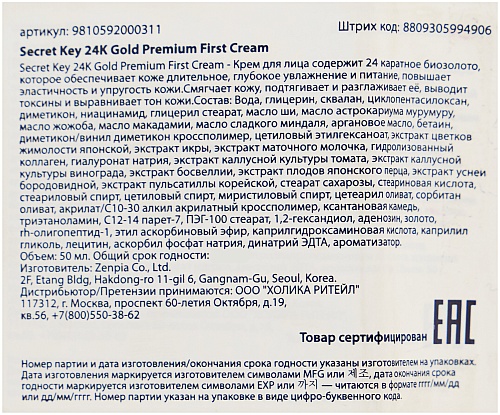 артикул: 9810592000311 Штрих код: 8809305994906
Secret Key 24K Gold Premium First Cream
Secret Key 24K Gold Premium First Cream - Крем для лица содержит 24 каратное биозолото,
которое обеспечивает коже длительное, глубокое увлажнение и питание, повышает
эластичность и упругость кожи.Смягчает кожу, подтягивает и разглаживает её, выводит
токсины и выравнивает тон кожи.Состав: Вода, глицерин, сквалан, циклопентасилоксан,
диметикон, ниацинамид, глицерил стеарат, масло ши, масло астрокариума мурумуру,
масло жожоба, масло макадамии, масло сладкого миндаля, аргановое масло, бетаин,
диметикон/винил диметикон кросполимер, цетиловый этилгексаноат, экстракт цветков
жимолости японской, экстракт икры, экстракт маточного молочка, гидролизованный
коллаген, гиалуронат натрия, экстракт каллусной культуры томата, экстракт каллусной
культуры винограда, экстракт босвеллии, экстракт плодов японского перца, экстракт уснеи
бородовидной, экстракт пульсатиллы корейской, стеарат сахарозы, стеариновая кислота,
стеариловый спирт, цетиловый спирт, миристиловый спирт, цетеарил оливат, сорбитан
оливат, акрилат/С10-30 алкил акрилатный кросполимер, ксантановая камедь,
триэтаноламин, С12-14 парет-7, ПЭГ-100 стеарат, 1,2-гександиол, аденозин, золото,
rh-олигопептид-1, этил аскорбиновый эфир, каприлгидроксаминовая кислота, каприлил
гликоль, лецитин, аскорбил фосфат натрия, динатрий ЭДТА, ароматизатор.
Объем: 50 мл. Общий срок годности:
Изготовитель: Zenpia Co., Ltd.
2F, Etang Bldg, Hakdong-ro 11-gil 6, Gangnam-Gu, Seoul, Korea.
Дистрибьютор/Претензии принимаются: ООО "ХОЛИКА РИТЕЙЛ"
117312, г. Москва, проспект 60-летия Октября, д.19,
кв.56, +7(800)550-38-62
Товар сертифицирован EAC
Номер партии и дата изготовления/окончания срока годности указаны изготовителем на упаковках.
Дата изготовления маркируется изготовителем символами MFG или 제조, дата окончания срока
годности маркируется изготовителем символами EXP или 까지 — читаются в формате гггг/мм/дд
или дд/мм/гггг. Номер партии указан на упаковке в виде цифро-буквенного кода.